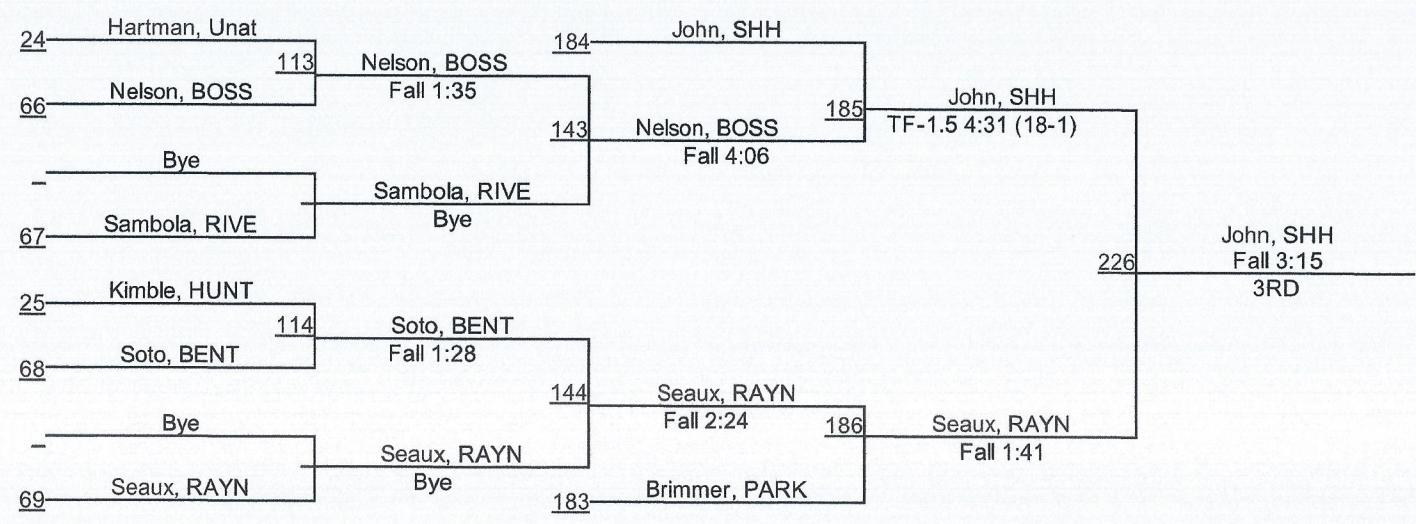 Hartman, Unat
24
113
Nelson, BOSS
66
Nelson, BOSS
Fall 1:35
Bye
–
Sambola, RIVE
67
Sambola, RIVE
Bye
143
184
John, SHH
Nelson, BOSS
Fall 4:06
185
John, SHH
TF-1.5 4:31 (18-1)
Kimble, HUNT
25
114
Soto, BENT
68
Soto, BENT
Fall 1:28
Bye
–
Seaux, RAYN
69
Seaux, RAYN
Bye
144
Seaux, RAYN
Fall 2:24
183
Brimmer, PARK
186
Seaux, RAYN
Fall 1:41
226
John, SHH
Fall 3:15
3RD